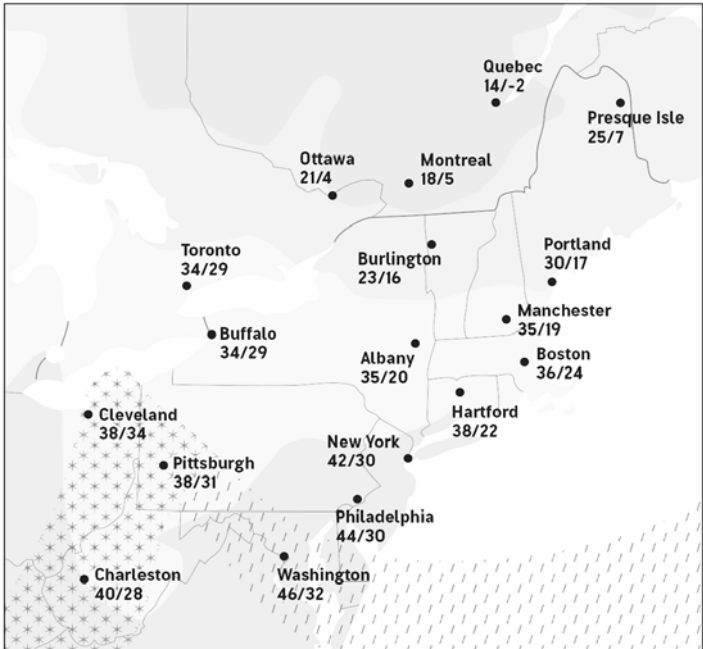 Quebec
14/-2
Presque Isle
25/7
Ottawa
21/4
Montreal
18/5
Toronto
34/29
Burlington
23/16
Portland
30/17
Buffalo
34/29
Manchester
35/19
Albany
35/20
Boston
36/24
Cleveland
38/34
Hartford
38/22
New York
42/30
Pittsburgh
38/31
Philadelphia
44/30
Charleston
40/28
Washington
46/32